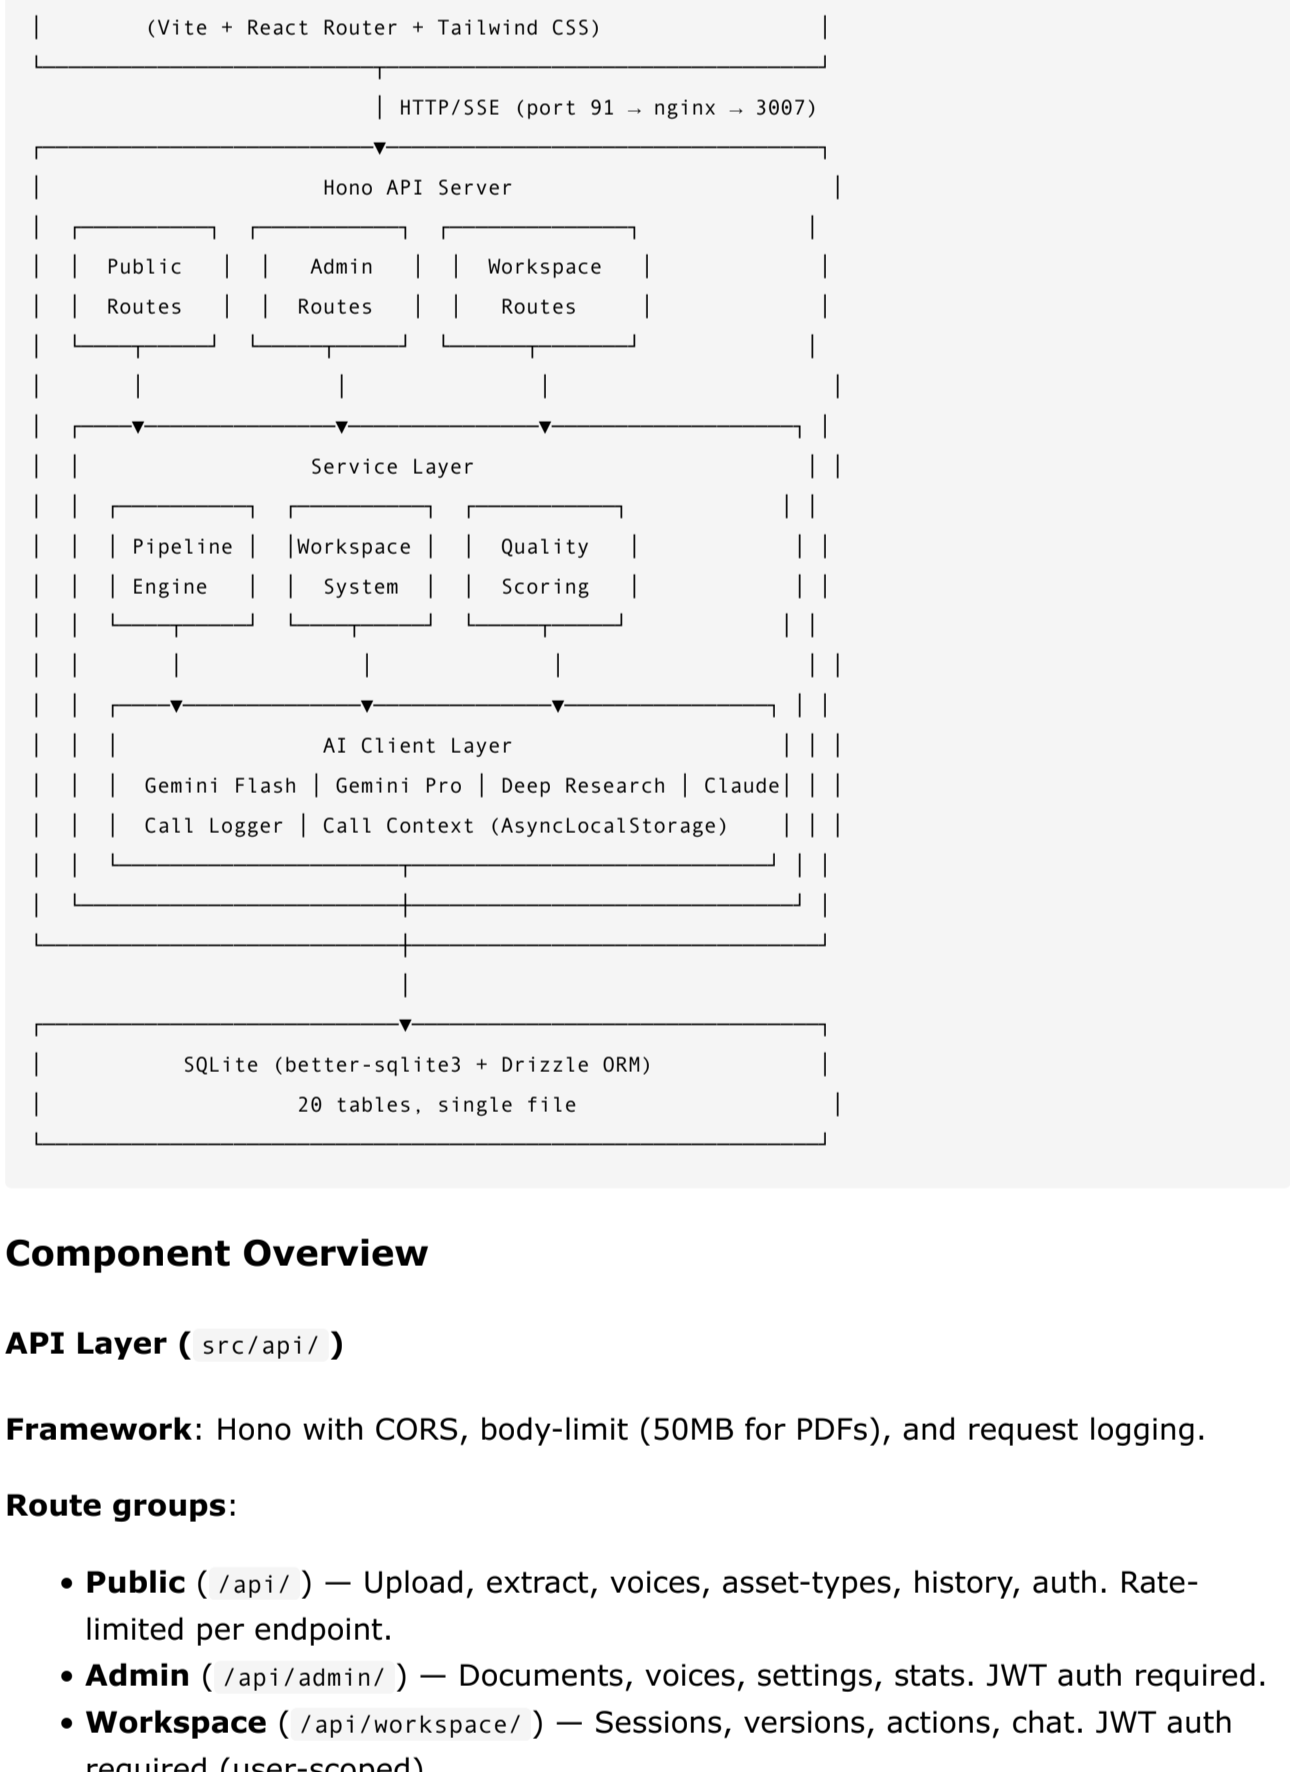 (Vite + React Router + Tailwind CSS)
HTTP/SSE (port 91 → nginx → 3007)
Hono API Server
Public Admin Workspace
Routes Routes Routes
Service Layer
Pipeline Workspace Quality
Engine System Scoring
AI Client Layer
Gemini Flash | Gemini Pro | Deep Research | Claude
Call Logger | Call Context (AsyncLocalStorage)
SQLite (better-sqlite3 + Drizzle ORM)
20 tables, single file
Component Overview
API Layer ( src/api/ )
Framework: Hono with CORS, body-limit (50MB for PDFs), and request logging.
Route groups:
• Public ( /api/ ) — Upload, extract, voices, asset-types, history, auth. Rate-
limited per endpoint.
• Admin ( /api/admin/ ) — Documents, voices, settings, stats. JWT auth required.
• Workspace ( /api/workspace/ ) — Sessions, versions, actions, chat. JWT auth
required (user-scoped)